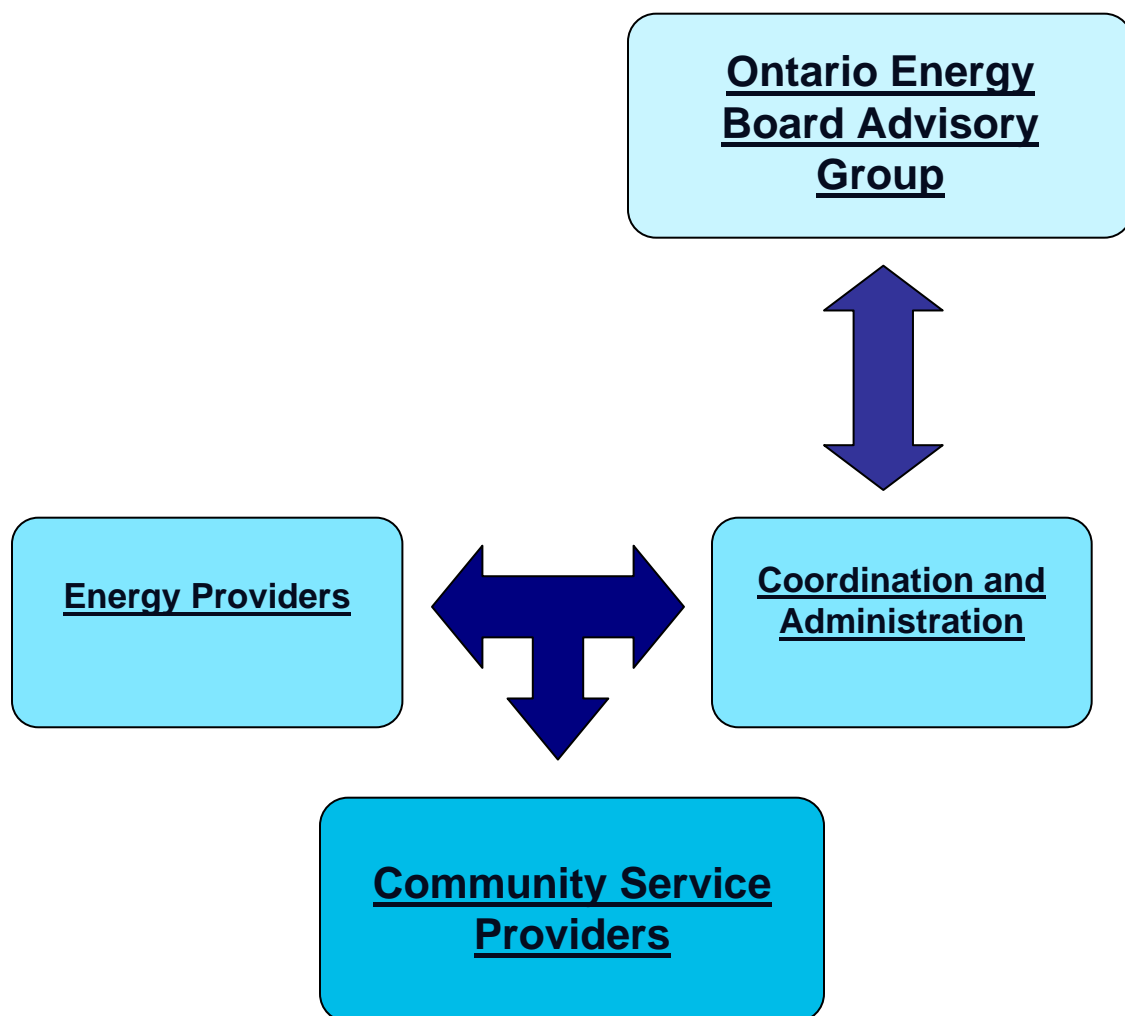 Ontario Energy
Board Advisory
Group
Energy Providers
Coordination and
Administration
Community Service
Providers